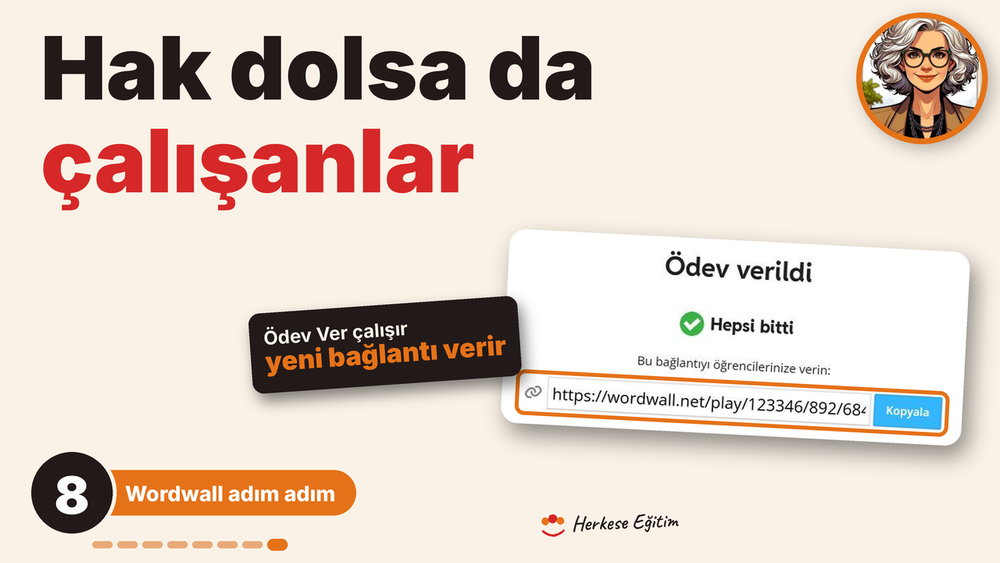 Hak dolsa da
çalışanlar
Ödev verildi
Hepsi bitti
Bu bağlantıyı öğrencilerinize verin:
https://wordwall.net/play/123346/892/684
Kopyala
Ödev Ver çalışır
yeni bağlantı verir
8
Wordwall adım adım
Herkese Eğitim